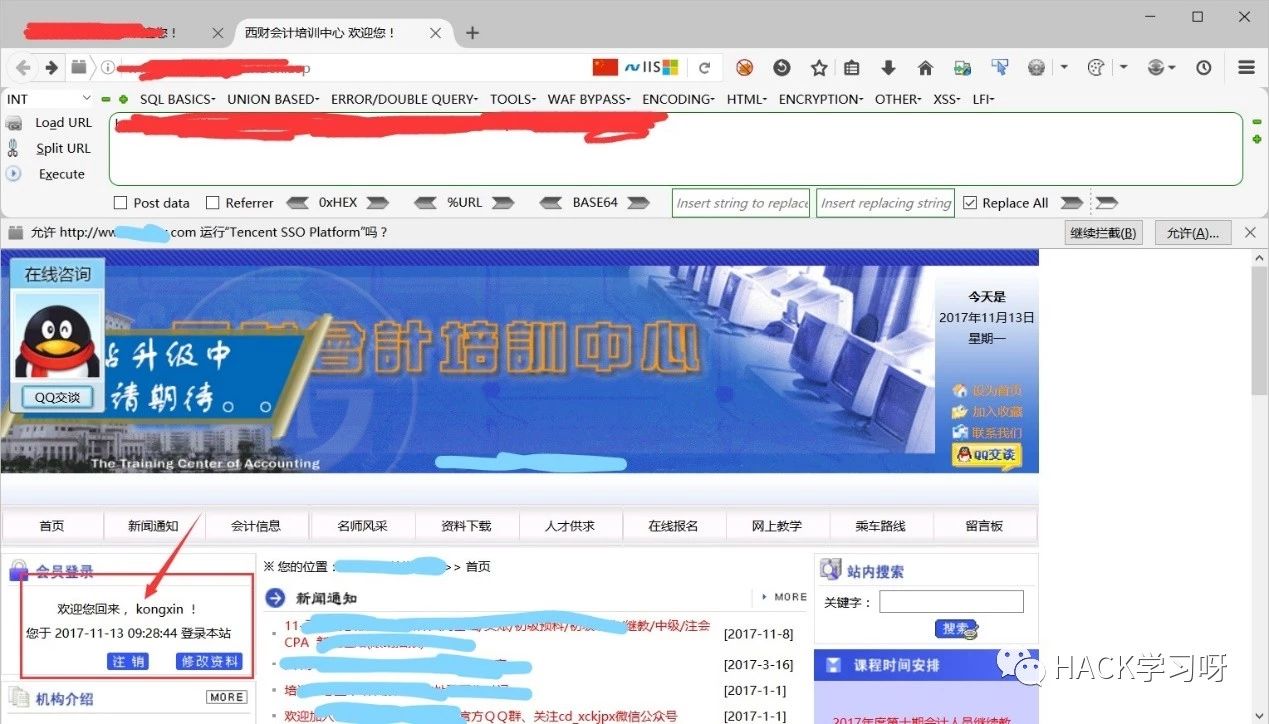 您！
西财会计培训中心 欢迎您！
IIS
INT
SQL BASICS UNION BASED ERROR/DOUBLE QUERY TOOLS WAF BYPASS ENCODING HTML ENCRYPTION OTHER XSS LFI
Load URL
Split URL
Execute
Post data Referrer 0xHEX %URL BASE64 Insert string to replace Insert replacing string Replace All
允许 http://ww .com 运行“Tencent SSO Platform”吗？ 继续拦截(B) 允许(A)...
在线咨询
QQ交谈
今天是
2017年11月13日
星期一
財會計培訓中心
站升级中
请期待。。
设为首页
加入收藏
联系我们
QQ交谈
The Training Center of Accounting
首页 新闻通知 会计信息 名师风采 资料下载 人才供求 在线报名 网上教学 乘车路线 留言板
会员登录
欢迎您回来， kongxin ！
您于 2017-11-13 09:28:44 登录本站
注 销 修改资料
机构介绍 MORE
※ 您的位置： >> 首页
新闻通知 MORE
11- /初级预科/初级 继教/中级/注会 [2017-11-8]
CPA
[2017-3-16]
培 [2017-1-1]
欢迎加入 官方QQ群、关注cd_xckjpx微信公众号 [2017-1-1]
站内搜索
关键字：
搜索
课程时间安排
2017年度第十期会计人员继续教
HACK学习呀